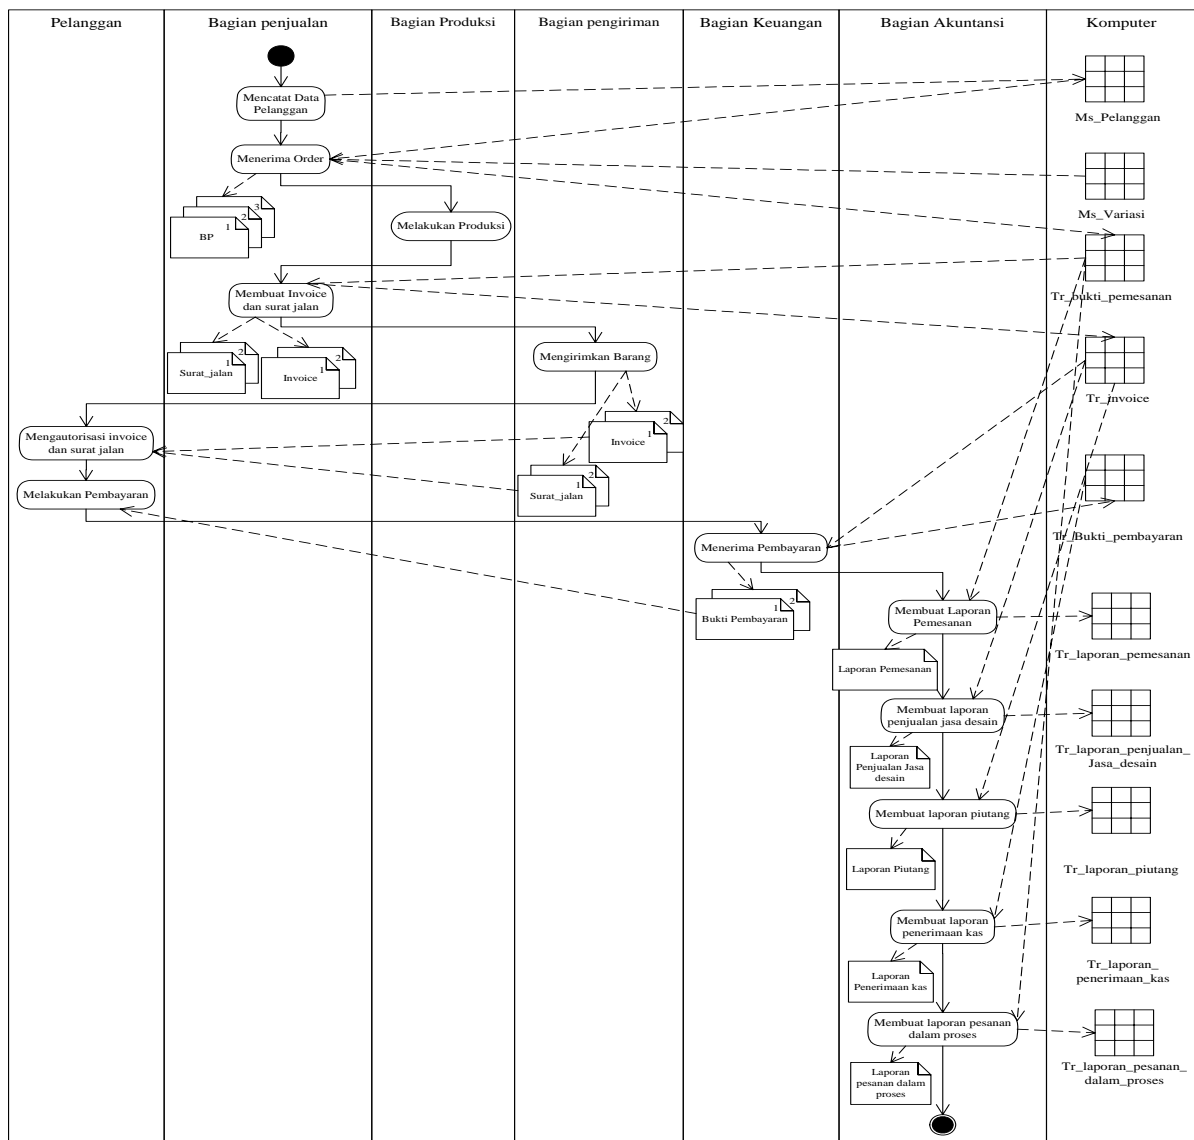 Pelanggan
Bagian penjualan
Bagian Produksi
Bagian pengiriman
Bagian Keuangan
Bagian Akuntansi
Komputer
Mencatat Data
Pelanggan
Ms_Pelanggan
Menerima Order
Ms_Variasi
3
2
1
BP
Melakukan Produksi
Tr_bukti_pemesanan
Membuat Invoice
dan surat jalan
2
1
Surat_jalan
2
1
Invoice
Mengirimkan Barang
Tr_invoice
Mengautorisasi invoice
dan surat jalan
2
1
Invoice
2
1
Surat_jalan
Melakukan Pembayaran
Menerima Pembayaran
Tr_Bukti_pembayaran
2
1
Bukti Pembayaran
Membuat Laporan
Pemesanan
Tr_laporan_pemesanan
Laporan Pemesanan
Membuat laporan
penjualan jasa desain
Tr_laporan_penjualan_
Jasa_desain
Laporan
Penjualan Jasa
desain
Membuat laporan piutang
Tr_laporan_piutang
Laporan Piutang
Membuat laporan
penerimaan kas
Tr_laporan_
penerimaan_kas
Laporan
Penerimaan kas
Membuat laporan pesanan
dalam proses
Tr_laporan_pesanan_
dalam_proses
Laporan
pesanan dalam
proses